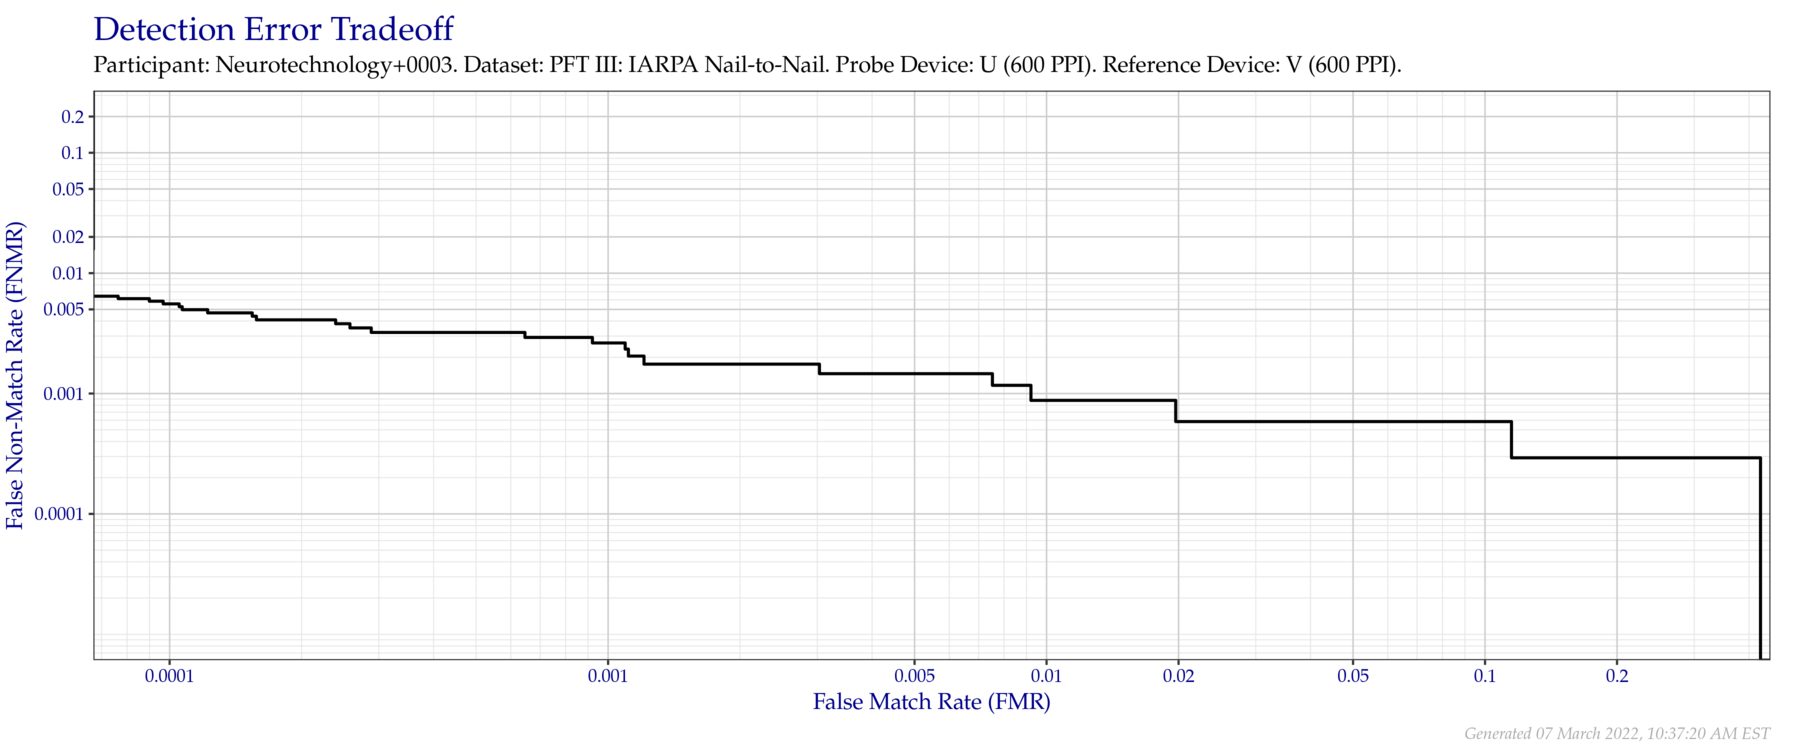 Detection Error Tradeoff
Participant: Neurotechnology+0003. Dataset: PFT III: IARPA Nail-to-Nail. Probe Device: U (600 PPI). Reference Device: V (600 PPI).
False Non-Match Rate (FNMR)
0.2
0.1
0.05
0.02
0.01
0.005
0.001
0.0001
0.0001 0.001 0.005 0.01 0.02 0.05 0.1 0.2
False Match Rate (FMR)
Generated 07 March 2022, 10:37:20 AM EST